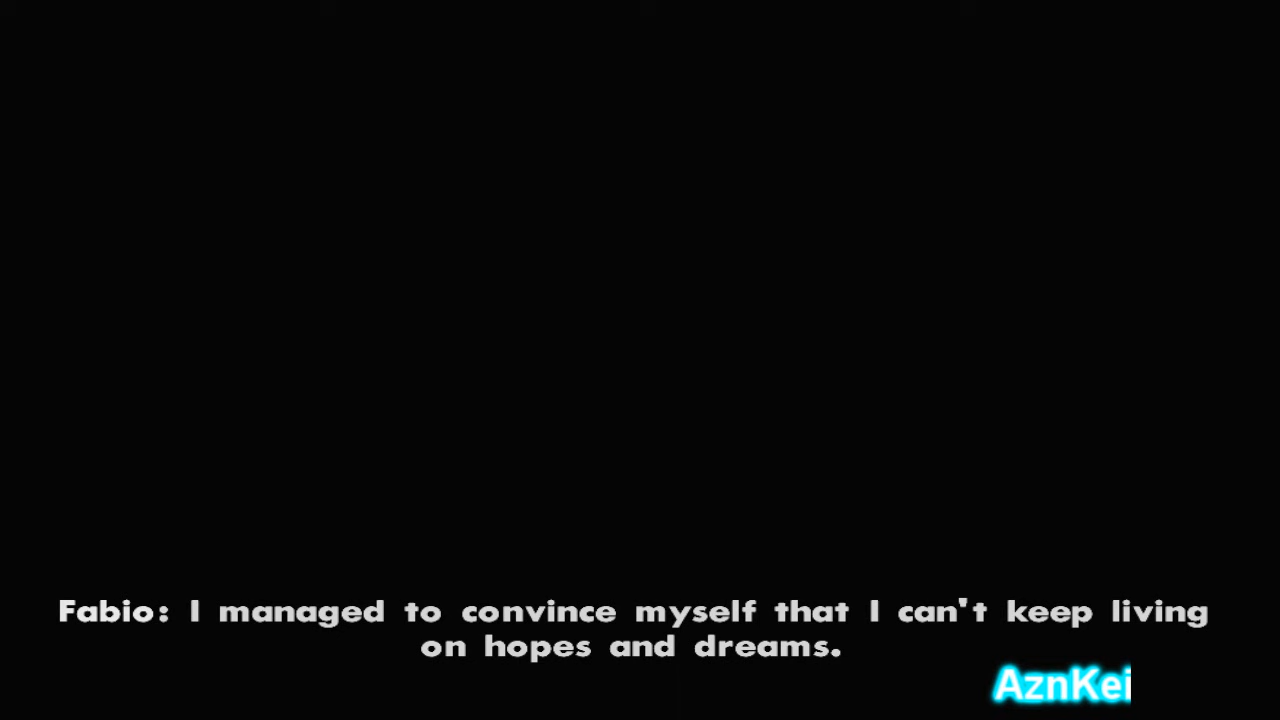 Fabio: I managed to convince myself that I can't keep living
on hopes and dreams.
AznKei